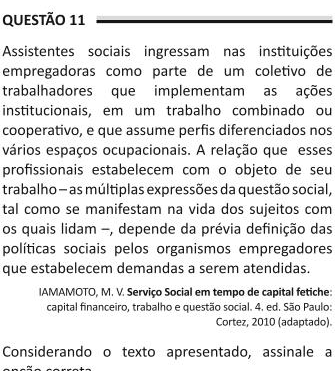 QUESTÃO 11
Assistentes sociais ingressam nas instituições
empregadoras como parte de um coletivo de
trabalhadores que implementam as ações
institucionais, em um trabalho combinado ou
cooperativo, e que assume perfis diferenciados nos
vários espaços ocupacionais. A relação que esses
profissionais estabelecem com o objeto de seu
trabalho – as múltiplas expressões da questão social,
tal como se manifestam na vida dos sujeitos com
os quais lidam –, depende da prévia definição das
políticas sociais pelos organismos empregadores
que estabelecem demandas a serem atendidas.
IAMAMOTO, M. V. Serviço Social em tempo de capital fetiche:
capital financeiro, trabalho e questão social. 4. ed. São Paulo:
Cortez, 2010 (adaptado).
Considerando o texto apresentado, assinale a
opção correta.